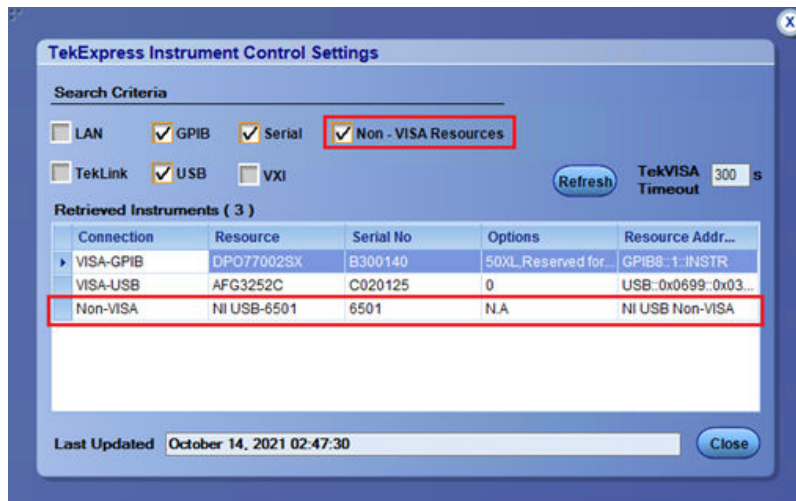 X
TekExpress Instrument Control Settings
Search Criteria
LAN GPIB Serial Non - VISA Resources
TekLink USB VXI Refresh TekVISA Timeout 300 s
Retrieved Instruments ( 3 )
Connection Resource Serial No Options Resource Addr...
VISA-GPIB DPO77002SX B300140 50XL,Reserved for... GPIB8::1::INSTR
VISA-USB AFG3252C C020125 0 USB::0x0699::0x03...
Non-VISA NI USB-6501 6501 N.A NI USB Non-VISA
Last Updated October 14, 2021 02:47:30 Close